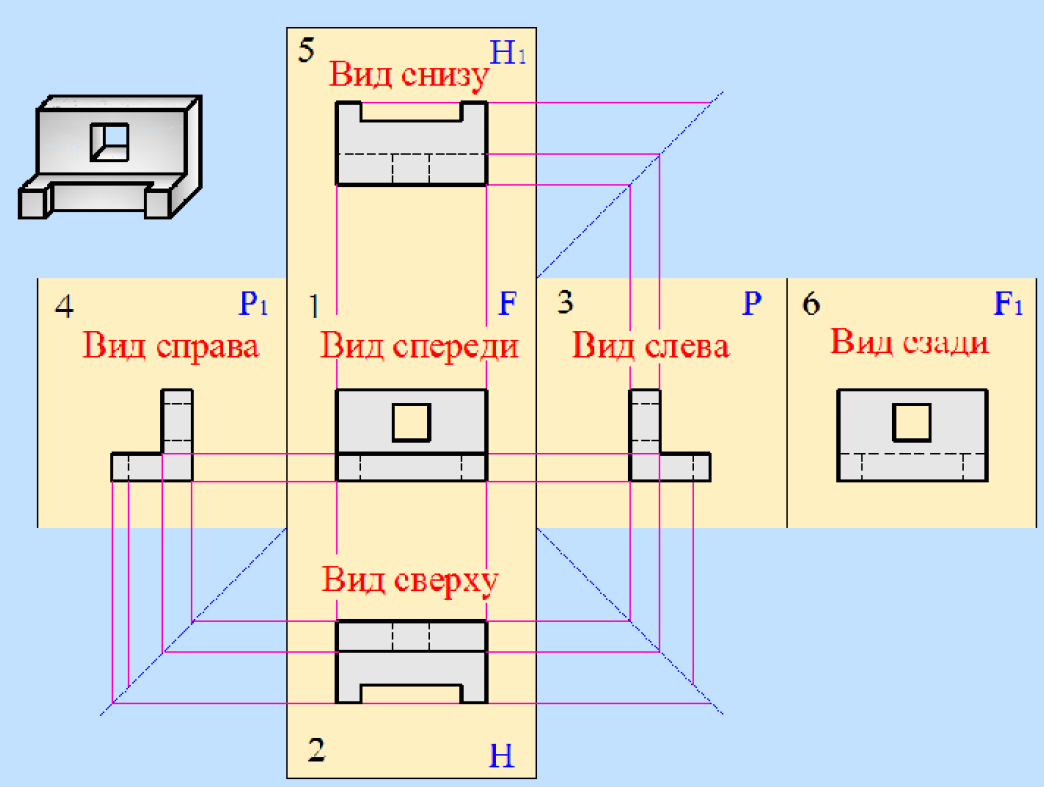 5 H₁
Вид снизу
4 P₁
Вид справа
1 F
Вид спереди
3 P
Вид слева
6 F₁
Вид сзади
Вид сверху
2 H